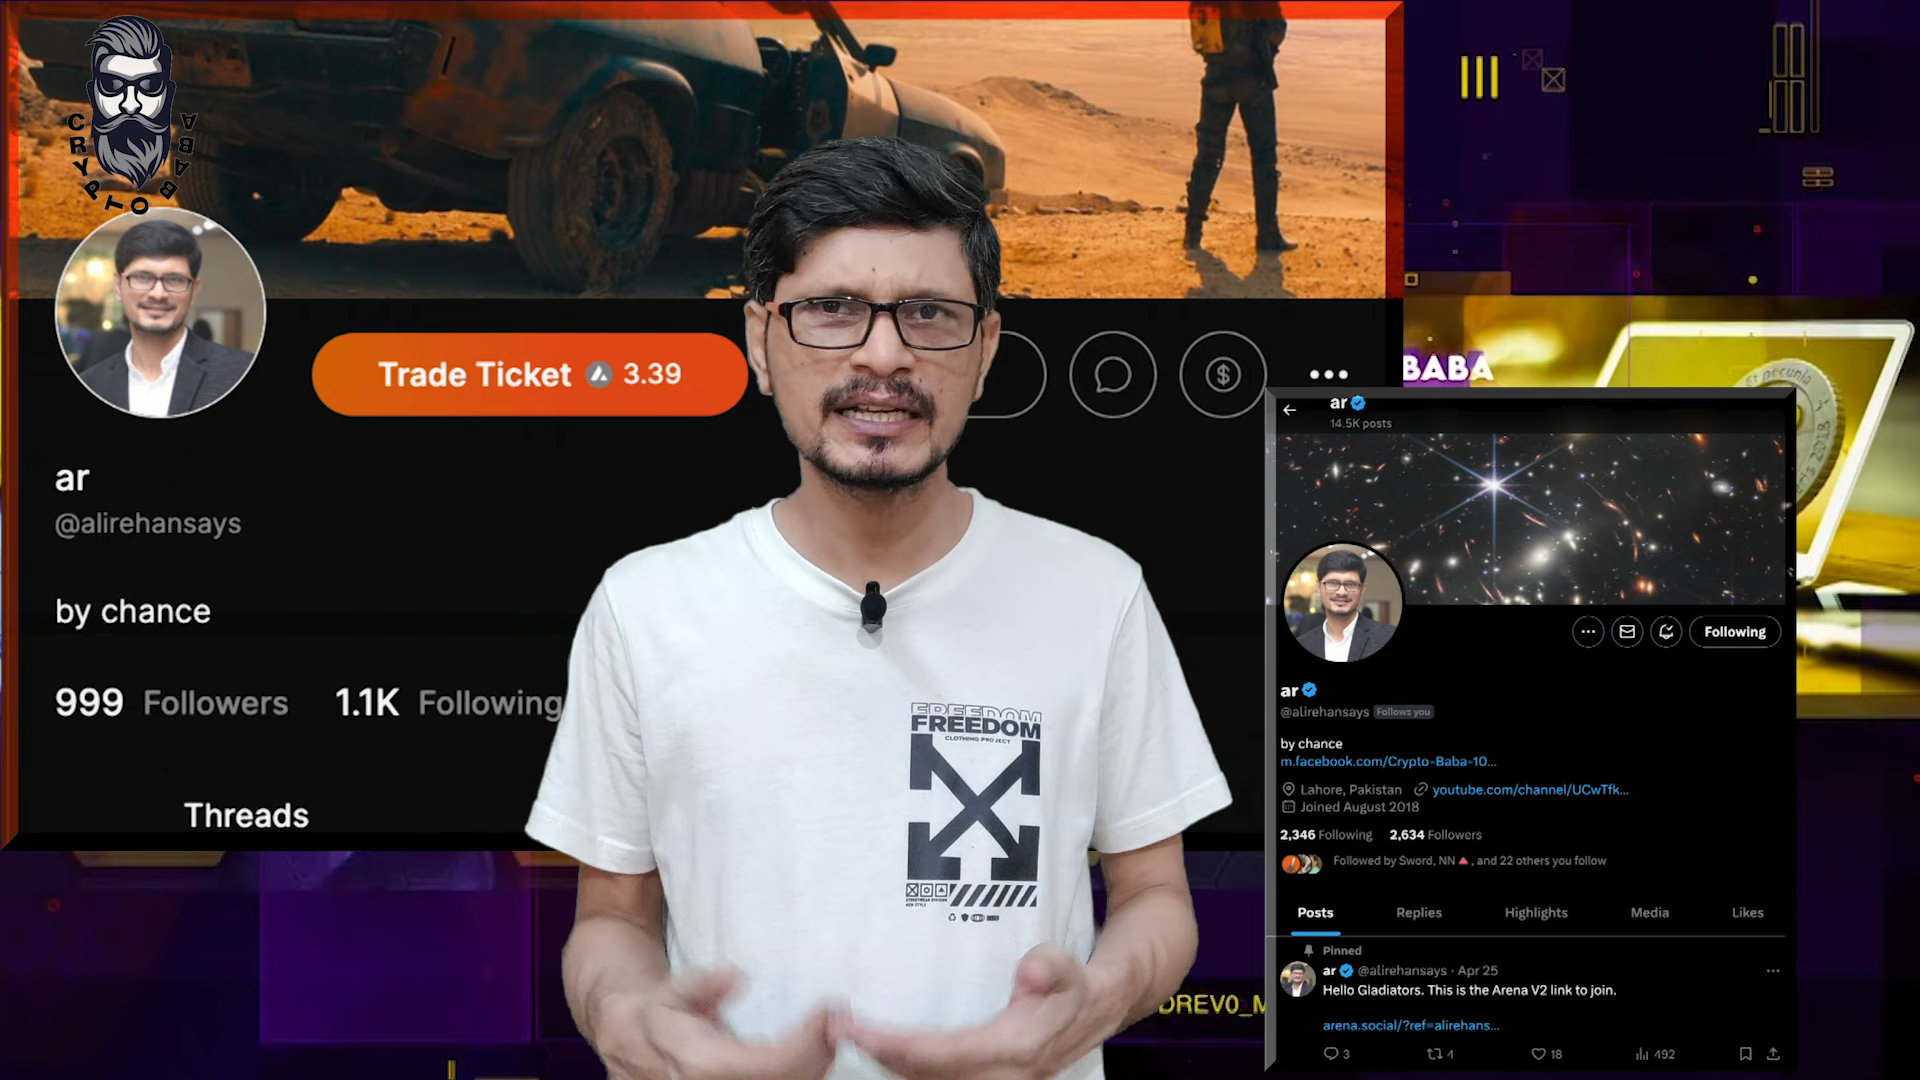 CRYPTO BABA
Trade Ticket 3.39
ar
@alirehansays
by chance
999 Followers 1.1K Following
Threads
FREEDOM
FREEDOM
CLOTHING PROJECT
BABA
DREV0_M
ar
14.5K posts
Following
ar
@alirehansays Follows you
by chance
m.facebook.com/Crypto-Baba-10...
Lahore, Pakistan youtube.com/channel/UCwTfk...
Joined August 2018
2,346 Following 2,634 Followers
Followed by Sword, NN, and 22 others you follow
Posts Replies Highlights Media Likes
Pinned
ar @alirehansays · Apr 25
Hello Gladiators. This is the Arena V2 link to join.
arena.social/?ref=alirehans...
3 4 18 492